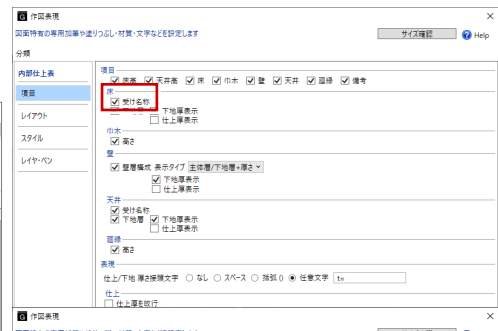 G 作図表現
図面特有の専用加筆や塗りつぶし・材質・文字などを設定します
サイズ確認
? Help
分類
内部仕上表
項目
レイアウト
スタイル
レイヤ・ペン
項目
床高 天井高 床 巾木 壁 天井 廻縁 備考
床
受け名称
下地厚表示
仕上厚表示
巾木
高さ
壁
壁層構成 表示タイプ 主体層/下地層+厚さ
下地厚表示
仕上厚表示
天井
受け名称
下地層 下地厚表示
仕上厚表示
廻縁
高さ
表現
仕上/下地 厚さ接頭文字 なし スペース 括弧() 任意文字 t=
仕上
仕上厚を改行
G 作図表現